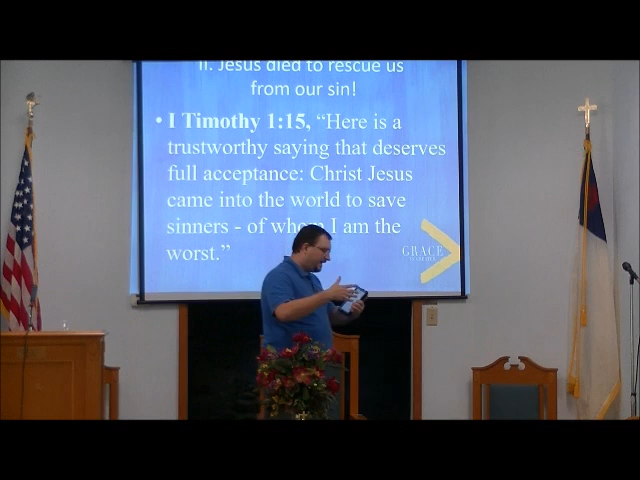 II. Jesus died to rescue us
from our sin!
• I Timothy 1:15, “Here is a
trustworthy saying that deserves
full acceptance: Christ Jesus
came into the world to save
sinners - of whom I am the
worst.”
GRACE